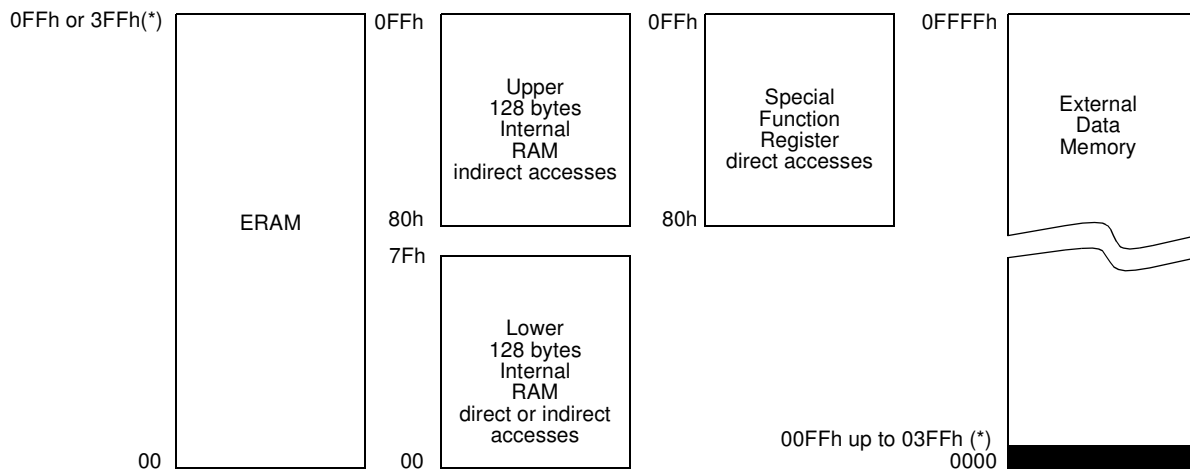 0FFh or 3FFh(*)
ERAM
00
0FFh
Upper
128 bytes
Internal
RAM
indirect accesses
80h
7Fh
Lower
128 bytes
Internal
RAM
direct or indirect
accesses
00
0FFh
Special
Function
Register
direct accesses
80h
0FFFFh
External
Data
Memory
00FFh up to 03FFh (*)
0000